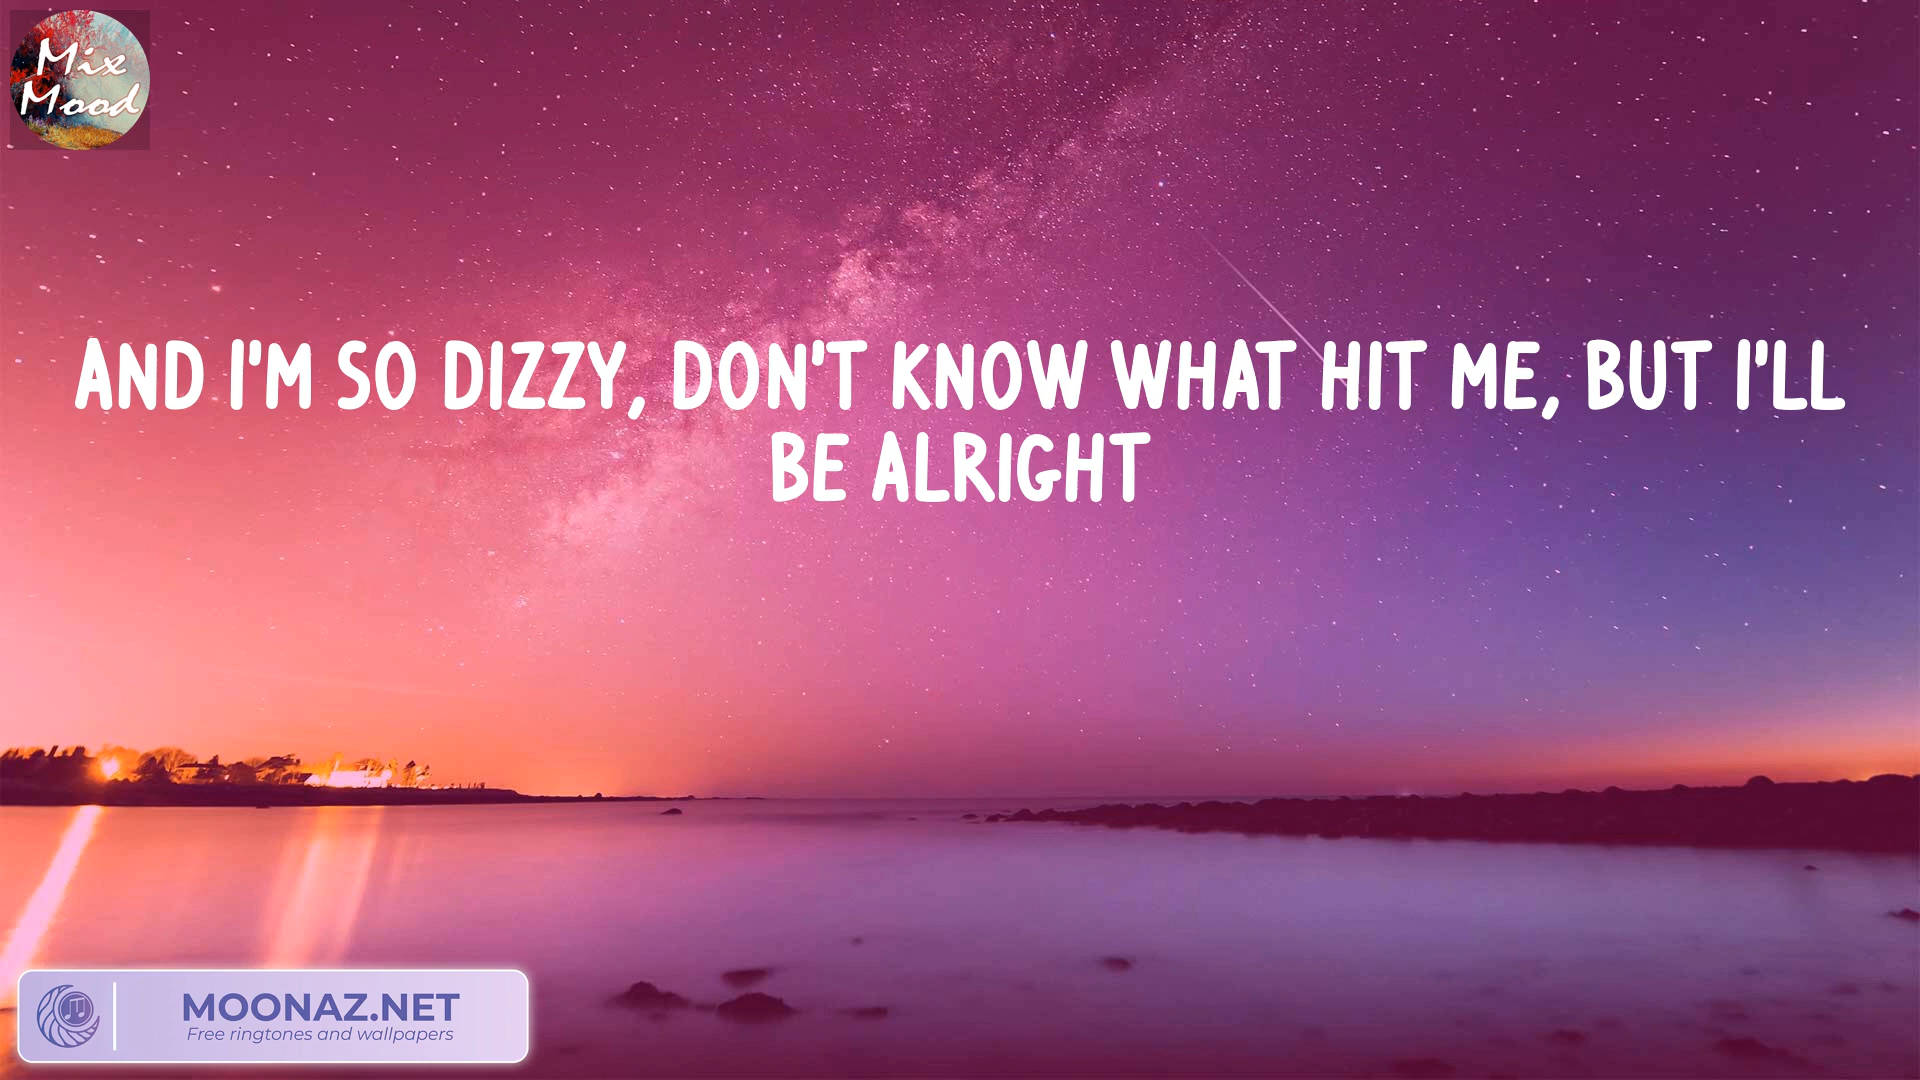 Mix
Mood
AND I'M SO DIZZY, DON'T KNOW WHAT HIT ME, BUT I'LL
BE ALRIGHT
MOONAZ.NET
Free ringtones and wallpapers